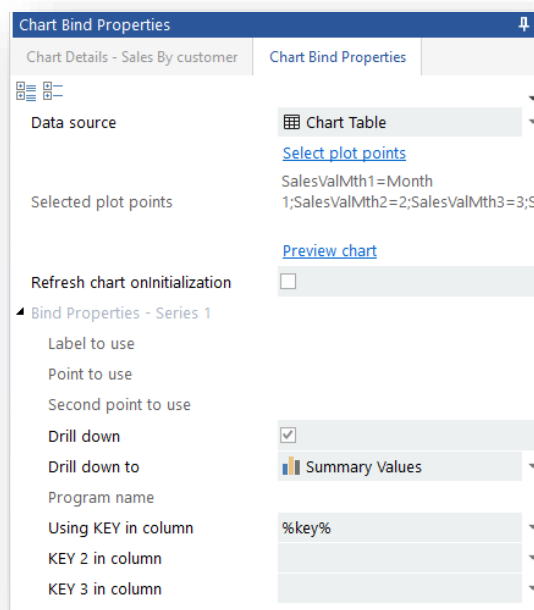 Chart Bind Properties
Chart Details - Sales By customer
Chart Bind Properties
Data source
Chart Table
Select plot points
Selected plot points
SalesValMth1=Month
1;SalesValMth2=2;SalesValMth3=3;S
Preview chart
Refresh chart onInitialization
Bind Properties - Series 1
Label to use
Point to use
Second point to use
Drill down
Drill down to
Summary Values
Program name
Using KEY in column
%key%
KEY 2 in column
KEY 3 in column